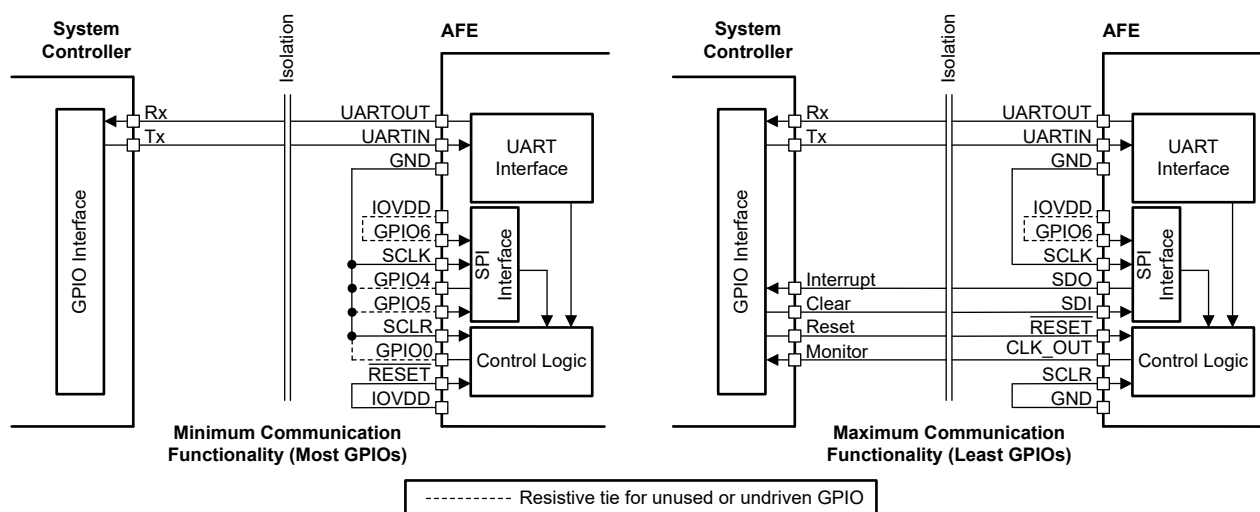 System
Controller
Isolation
AFE
GPIO Interface
Rx
Tx
UARTOUT
UARTIN
GND
IOVDD
GPIO6
SCLK
GPIO4
GPIO5
SCLR
GPIO0
RESET
IOVDD
UART
Interface
SPI
Interface
Control Logic
Minimum Communication
Functionality (Most GPIOs)
System
Controller
Isolation
AFE
GPIO Interface
Rx
Tx
Interrupt
Clear
Reset
Monitor
UARTOUT
UARTIN
GND
IOVDD
GPIO6
SCLK
SDO
SDI
RESET
CLK_OUT
SCLR
GND
UART
Interface
SPI
Interface
Control Logic
Maximum Communication
Functionality (Least GPIOs)
Resistive tie for unused or undriven GPIO